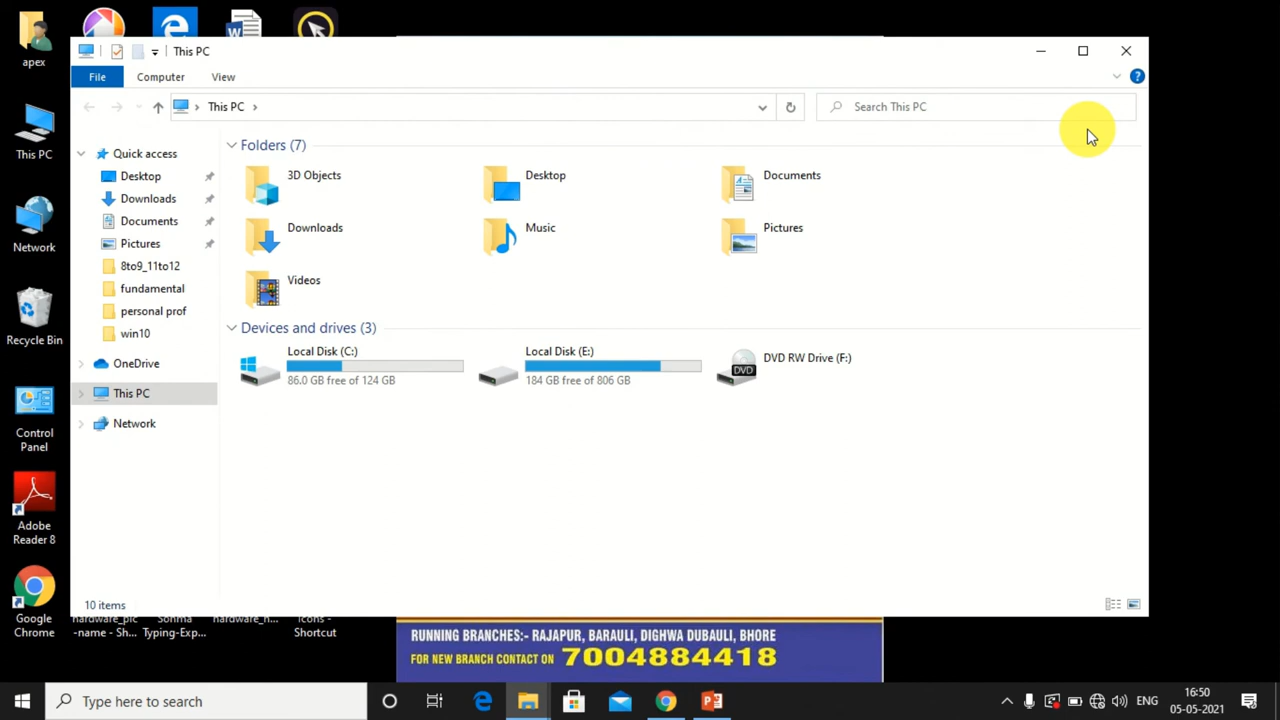 apex
This PC
Network
Recycle Bin
Control
Panel
Adobe
Reader 8
Google
Chrome
This PC
File
Computer
View
This PC
Search This PC
Quick access
Desktop
Downloads
Documents
Pictures
8to9_11to12
fundamental
personal prof
win10
OneDrive
This PC
Network
Folders (7)
3D Objects
Desktop
Documents
Downloads
Music
Pictures
Videos
Devices and drives (3)
Local Disk (C:)
86.0 GB free of 124 GB
Local Disk (E:)
184 GB free of 806 GB
DVD RW Drive (F:)
DVD
10 items
hardware_pic
-name - Sh...
Sonma
Typing-Exp...
hardware_n...
Icons -
Shortcut
RUNNING BRANCHES:- RAJAPUR, BARAULI, DIGHWA DUBAULI, BHORE
FOR NEW BRANCH CONTACT ON 7004884418
Type here to search
ENG
16:50
05-05-2021